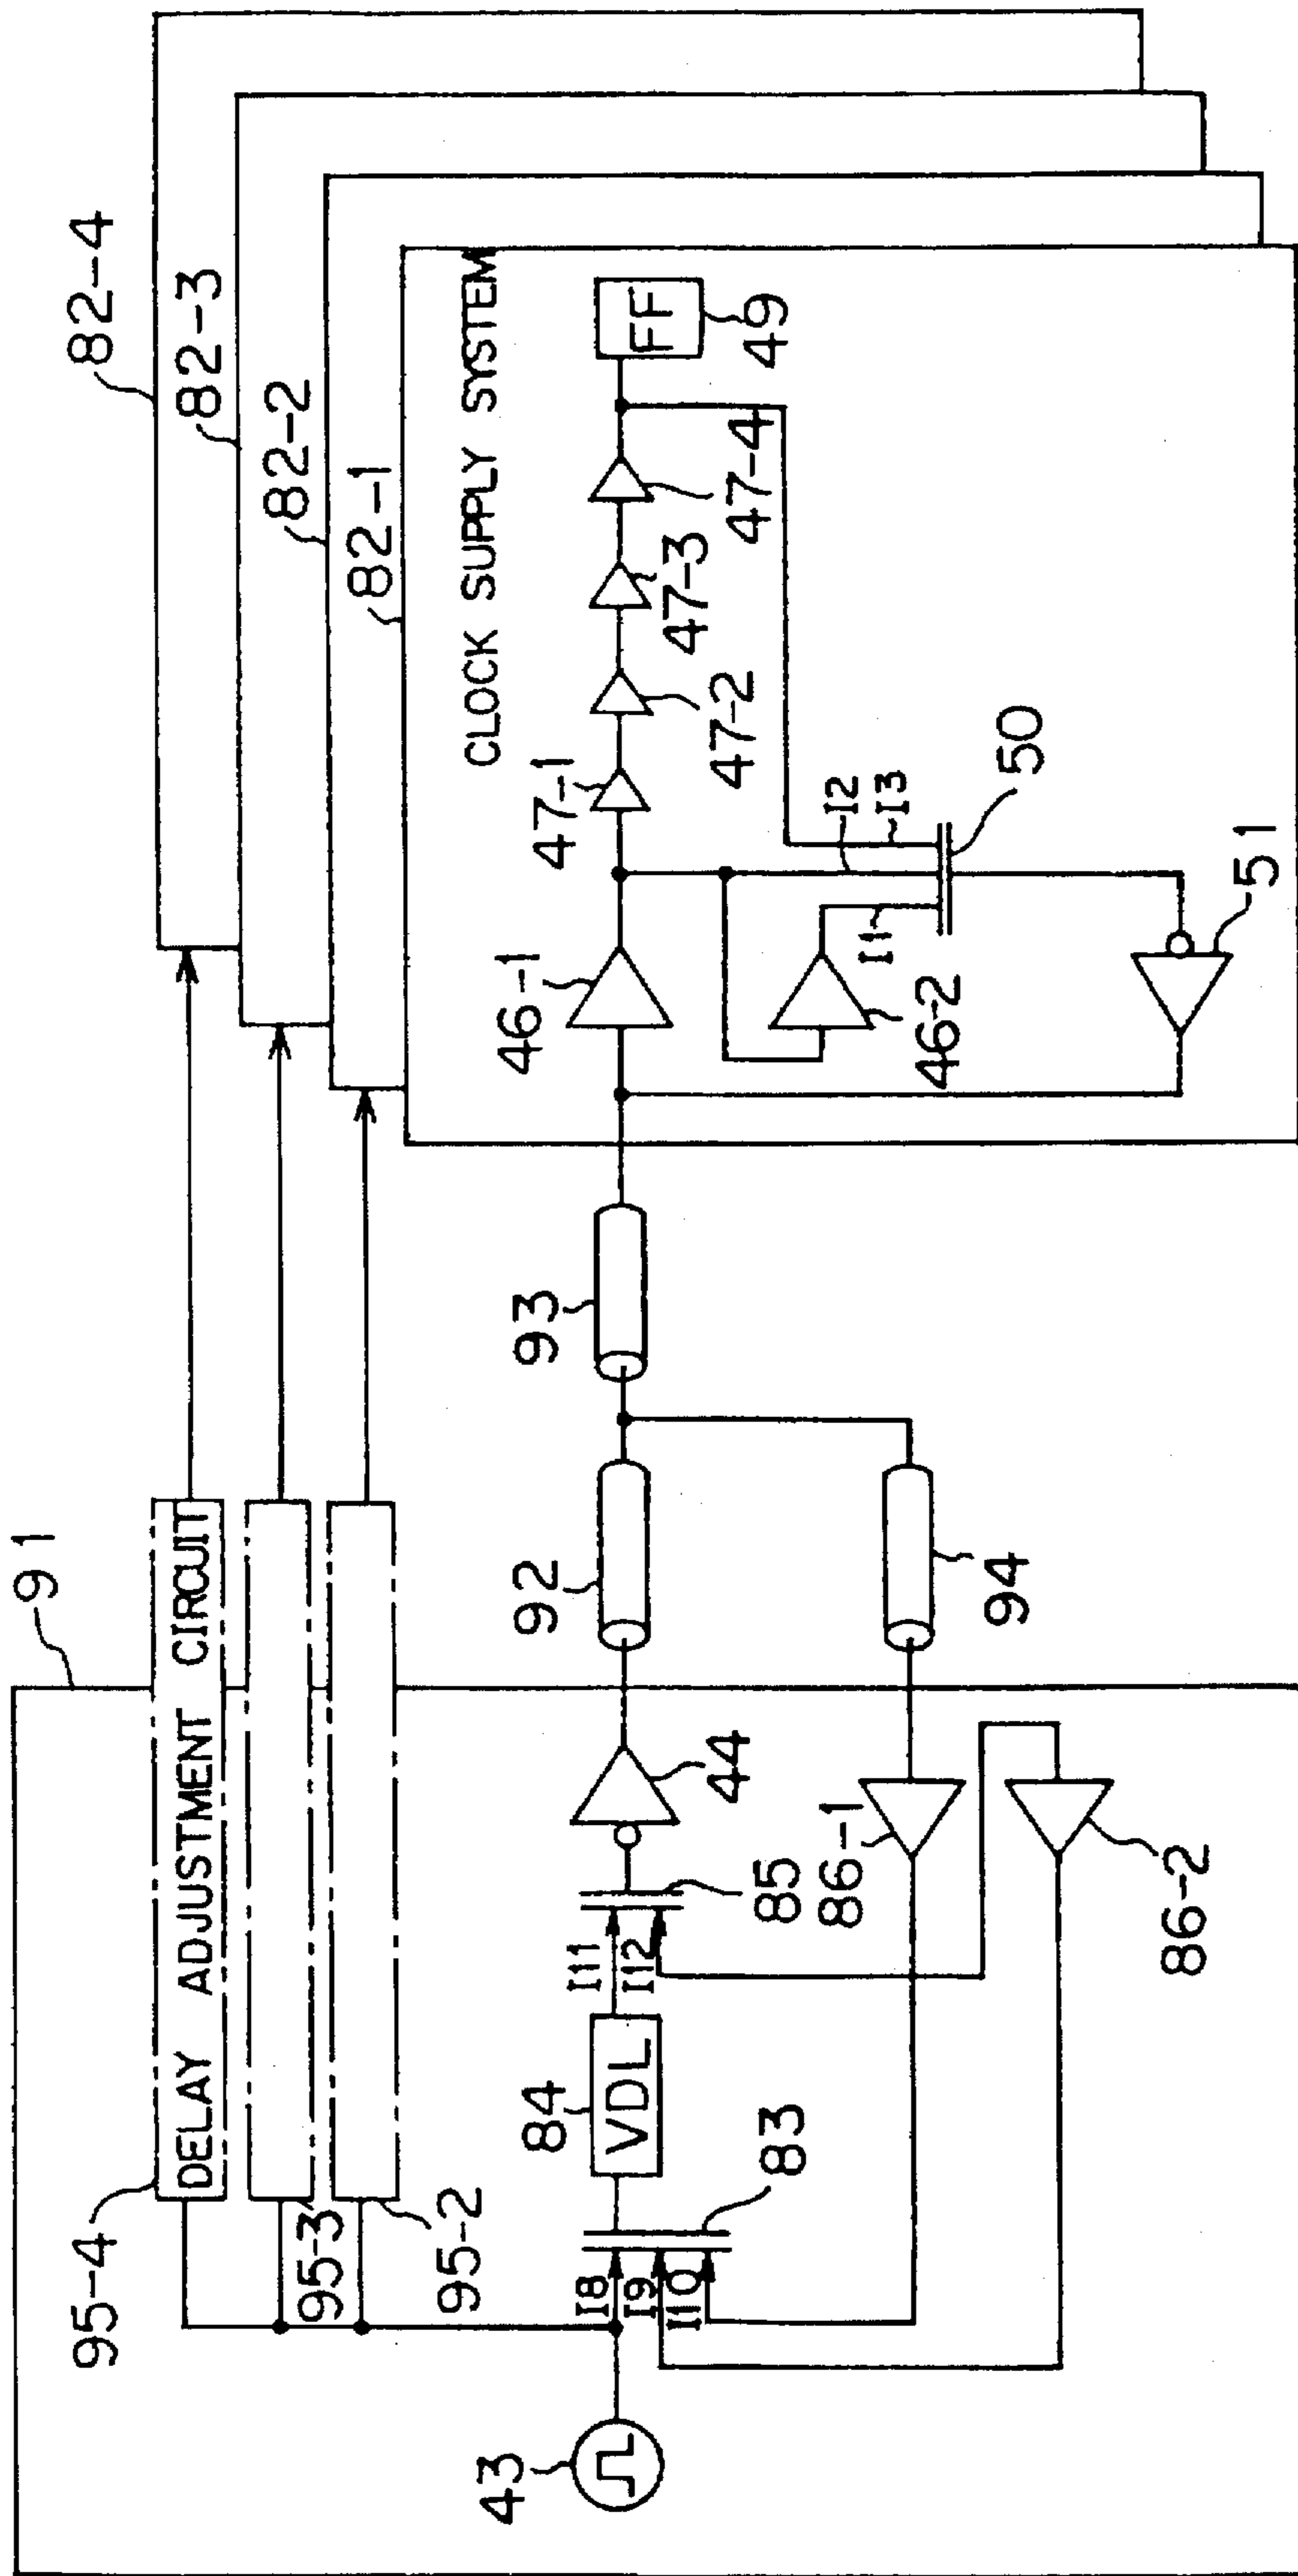 91
95-4
DELAY ADJUSTMENT CIRCUIT
95-3
95-2
82-4
82-3
82-2
82-1
CLOCK SUPPLY SYSTEM
43
I8
I9
I10
83
84
VDL
I11
I12
85
44
86-1
86-2
92
93
94
46-1
46-2
47-1
47-2
47-3
47-4
FF
49
I1
I2
I3
50
51